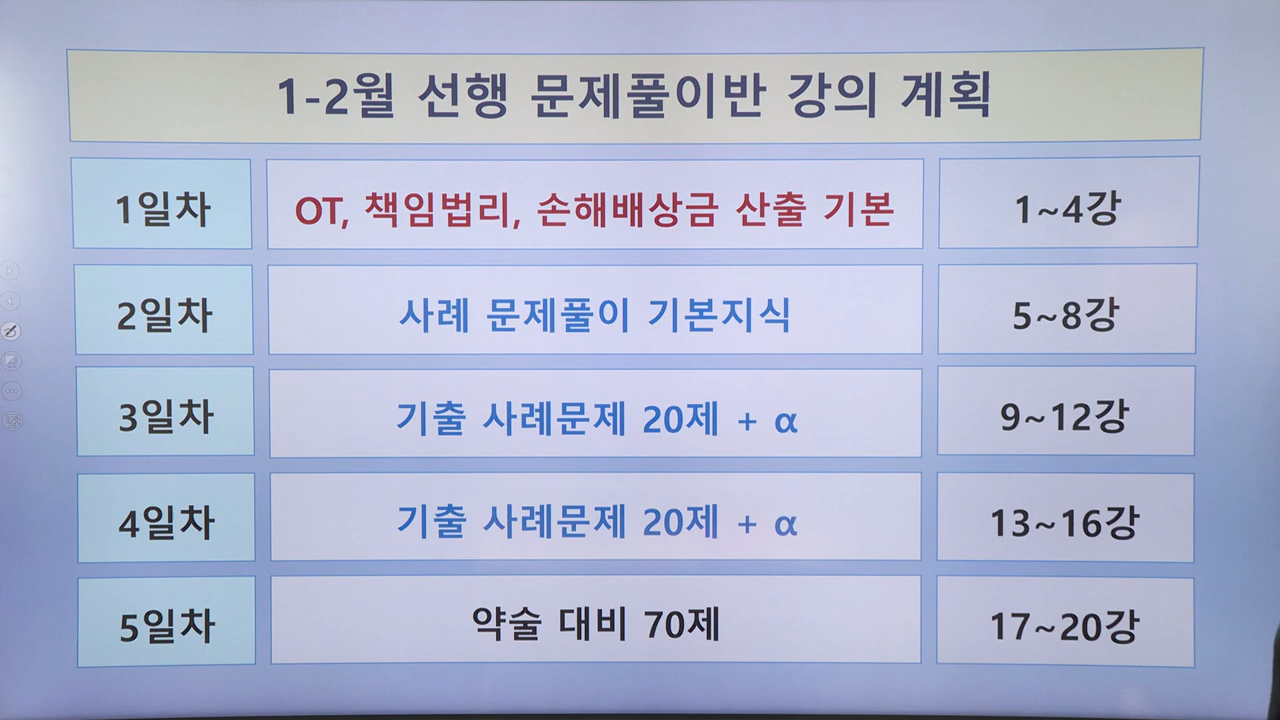 1-2월 선행 문제풀이반 강의 계획
1일차 OT, 책임법리, 손해배상금 산출 기본 1~4강
2일차 사례 문제풀이 기본지식 5~8강
3일차 기출 사례문제 20제 + α 9~12강
4일차 기출 사례문제 20제 + α 13~16강
5일차 약술 대비 70제 17~20강